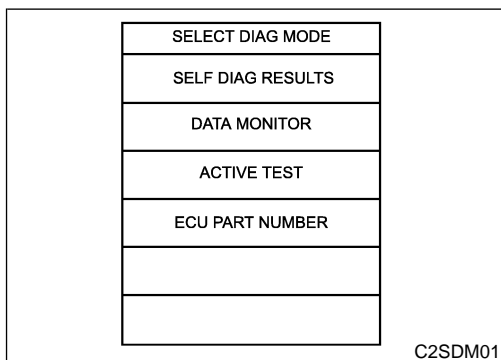 SELECT DIAG MODE
SELF DIAG RESULTS
DATA MONITOR
ACTIVE TEST
ECU PART NUMBER
C2SDM01